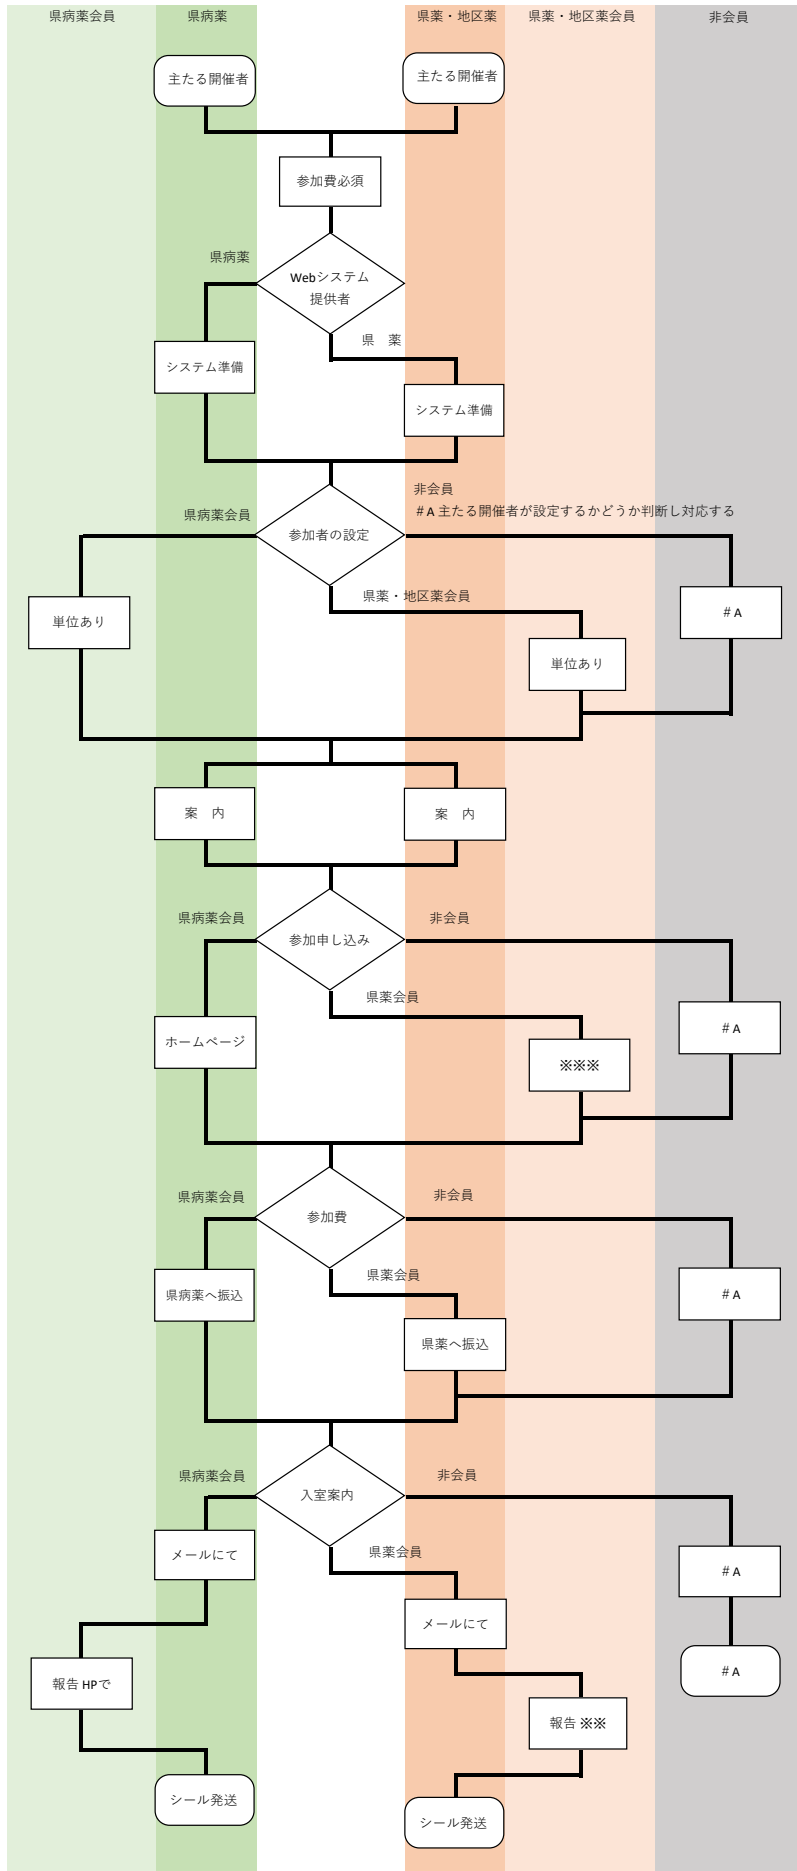 県病薬会員
県病薬
県薬・地区薬
県薬・地区薬会員
非会員
主たる開催者
主たる開催者
参加費必須
県病薬
Webシステム
提供者
県　薬
システム準備
システム準備
非会員
#A 主たる開催者が設定するかどうか判断し対応する
県病薬会員
参加者の設定
県薬・地区薬会員
単位あり
#A
単位あり
案　内
案　内
県病薬会員
非会員
参加申し込み
県薬会員
ホームページ
#A
※※※
県病薬会員
非会員
参加費
県薬会員
県病薬へ振込
#A
県薬へ振込
県病薬会員
非会員
入室案内
県薬会員
メールにて
#A
メールにて
報告 HPで
#A
報告 ※※
シール発送
シール発送